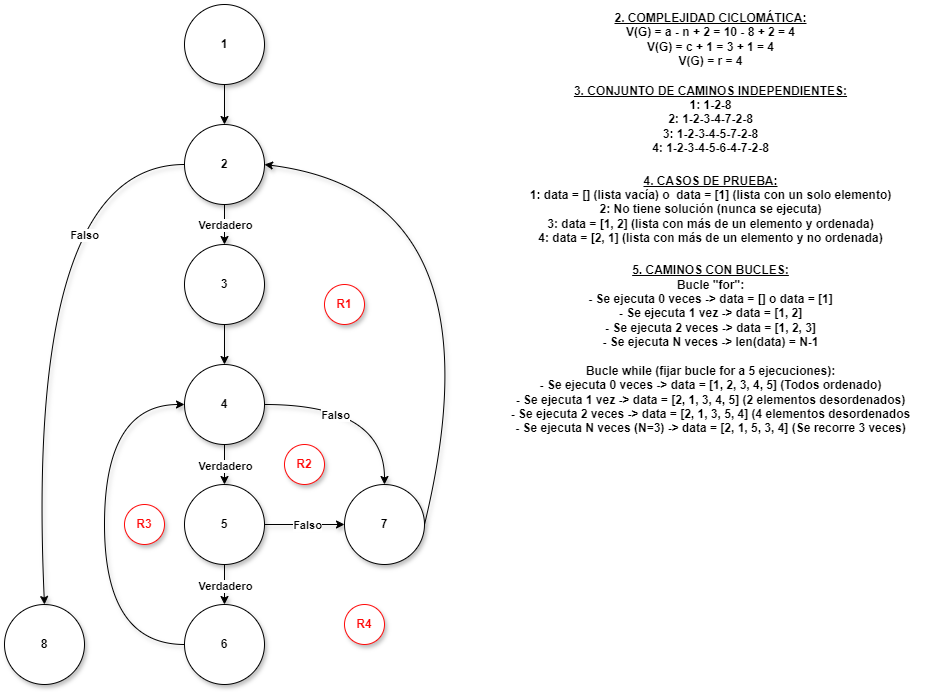 1
2. COMPLEJIDAD CICLOMÁTICA:
V(G) = a - n + 2 = 10 - 8 + 2 = 4
V(G) = c + 1 = 3 + 1 = 4
V(G) = r = 4
3. CONJUNTO DE CAMINOS INDEPENDIENTES:
1: 1-2-8
2: 1-2-3-4-7-2-8
3: 1-2-3-4-5-7-2-8
4: 1-2-3-4-5-6-4-7-2-8
4. CASOS DE PRUEBA:
1: data = [] (lista vacía) o data = [1] (lista con un solo elemento)
2: No tiene solución (nunca se ejecuta)
3: data = [1, 2] (lista con más de un elemento y ordenada)
4: data = [2, 1] (lista con más de un elemento y no ordenada)
5. CAMINOS CON BUCLES:
Bucle "for":
- Se ejecuta 0 veces -> data = [] o data = [1]
- Se ejecuta 1 vez -> data = [1, 2]
- Se ejecuta 2 veces -> data = [1, 2, 3]
- Se ejecuta N veces -> len(data) = N-1
Bucle while (fijar bucle for a 5 ejecuciones):
- Se ejecuta 0 veces -> data = [1, 2, 3, 4, 5] (Todos ordenado)
- Se ejecuta 1 vez -> data = [2, 1, 3, 4, 5] (2 elementos desordenados)
- Se ejecuta 2 veces -> data = [2, 1, 3, 5, 4] (4 elementos desordenados
- Se ejecuta N veces (N=3) -> data = [2, 1, 5, 3, 4] (Se recorre 3 veces)
2
Verdadero
Falso
3
R1
4
Falso
Verdadero
R2
R3
5
Falso
7
Verdadero
R4
8
6